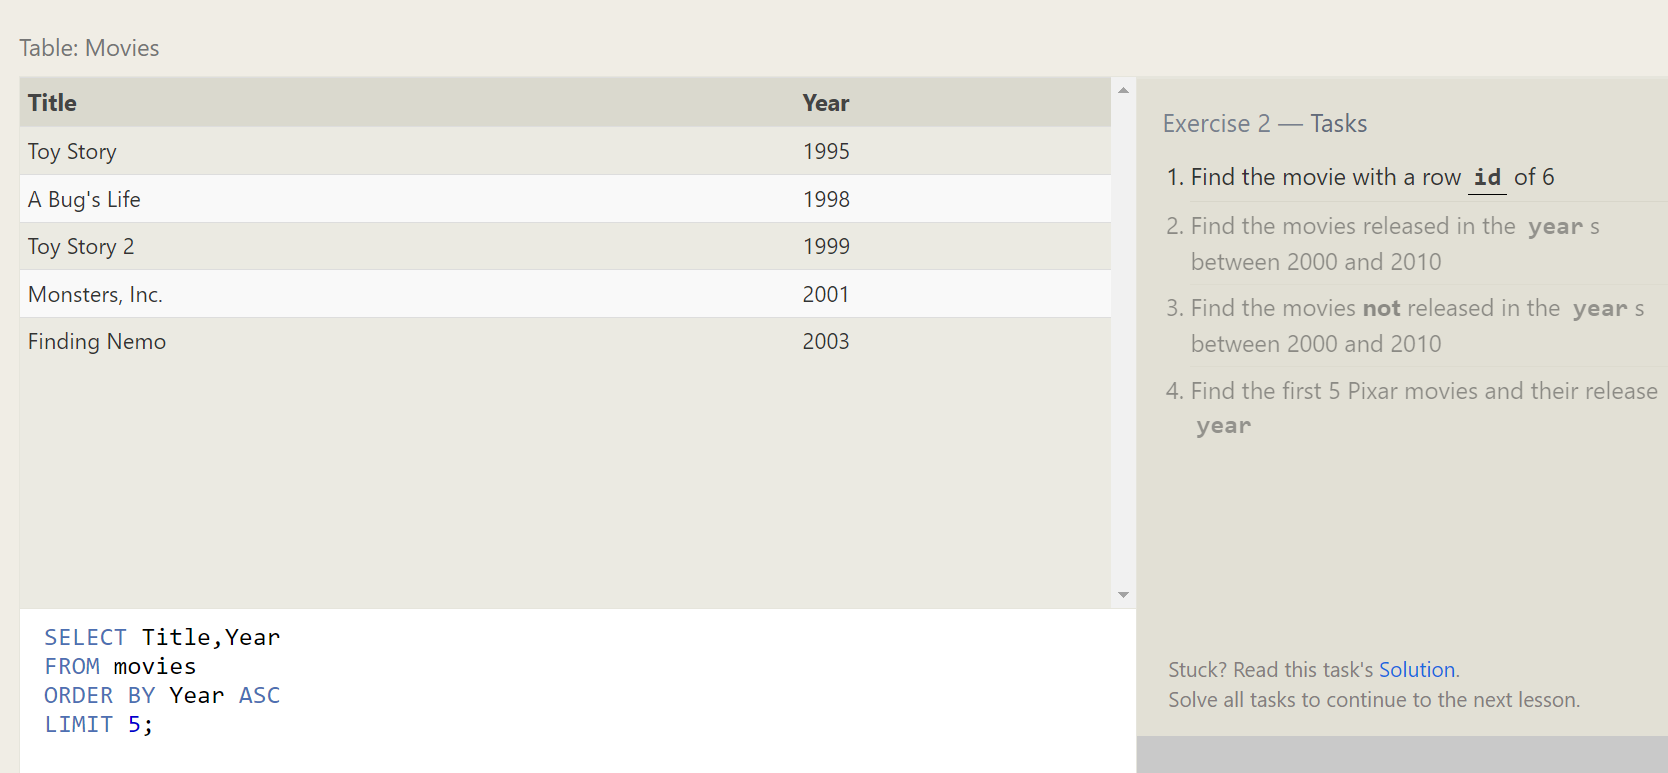 Table: Movies
Title Year
Toy Story 1995
A Bug's Life 1998
Toy Story 2 1999
Monsters, Inc. 2001
Finding Nemo 2003
SELECT Title,Year
FROM movies
ORDER BY Year ASC
LIMIT 5;
Exercise 2 — Tasks
1. Find the movie with a row id of 6
2. Find the movies released in the year s
between 2000 and 2010
3. Find the movies not released in the year s
between 2000 and 2010
4. Find the first 5 Pixar movies and their release
year
Stuck? Read this task's Solution.
Solve all tasks to continue to the next lesson.